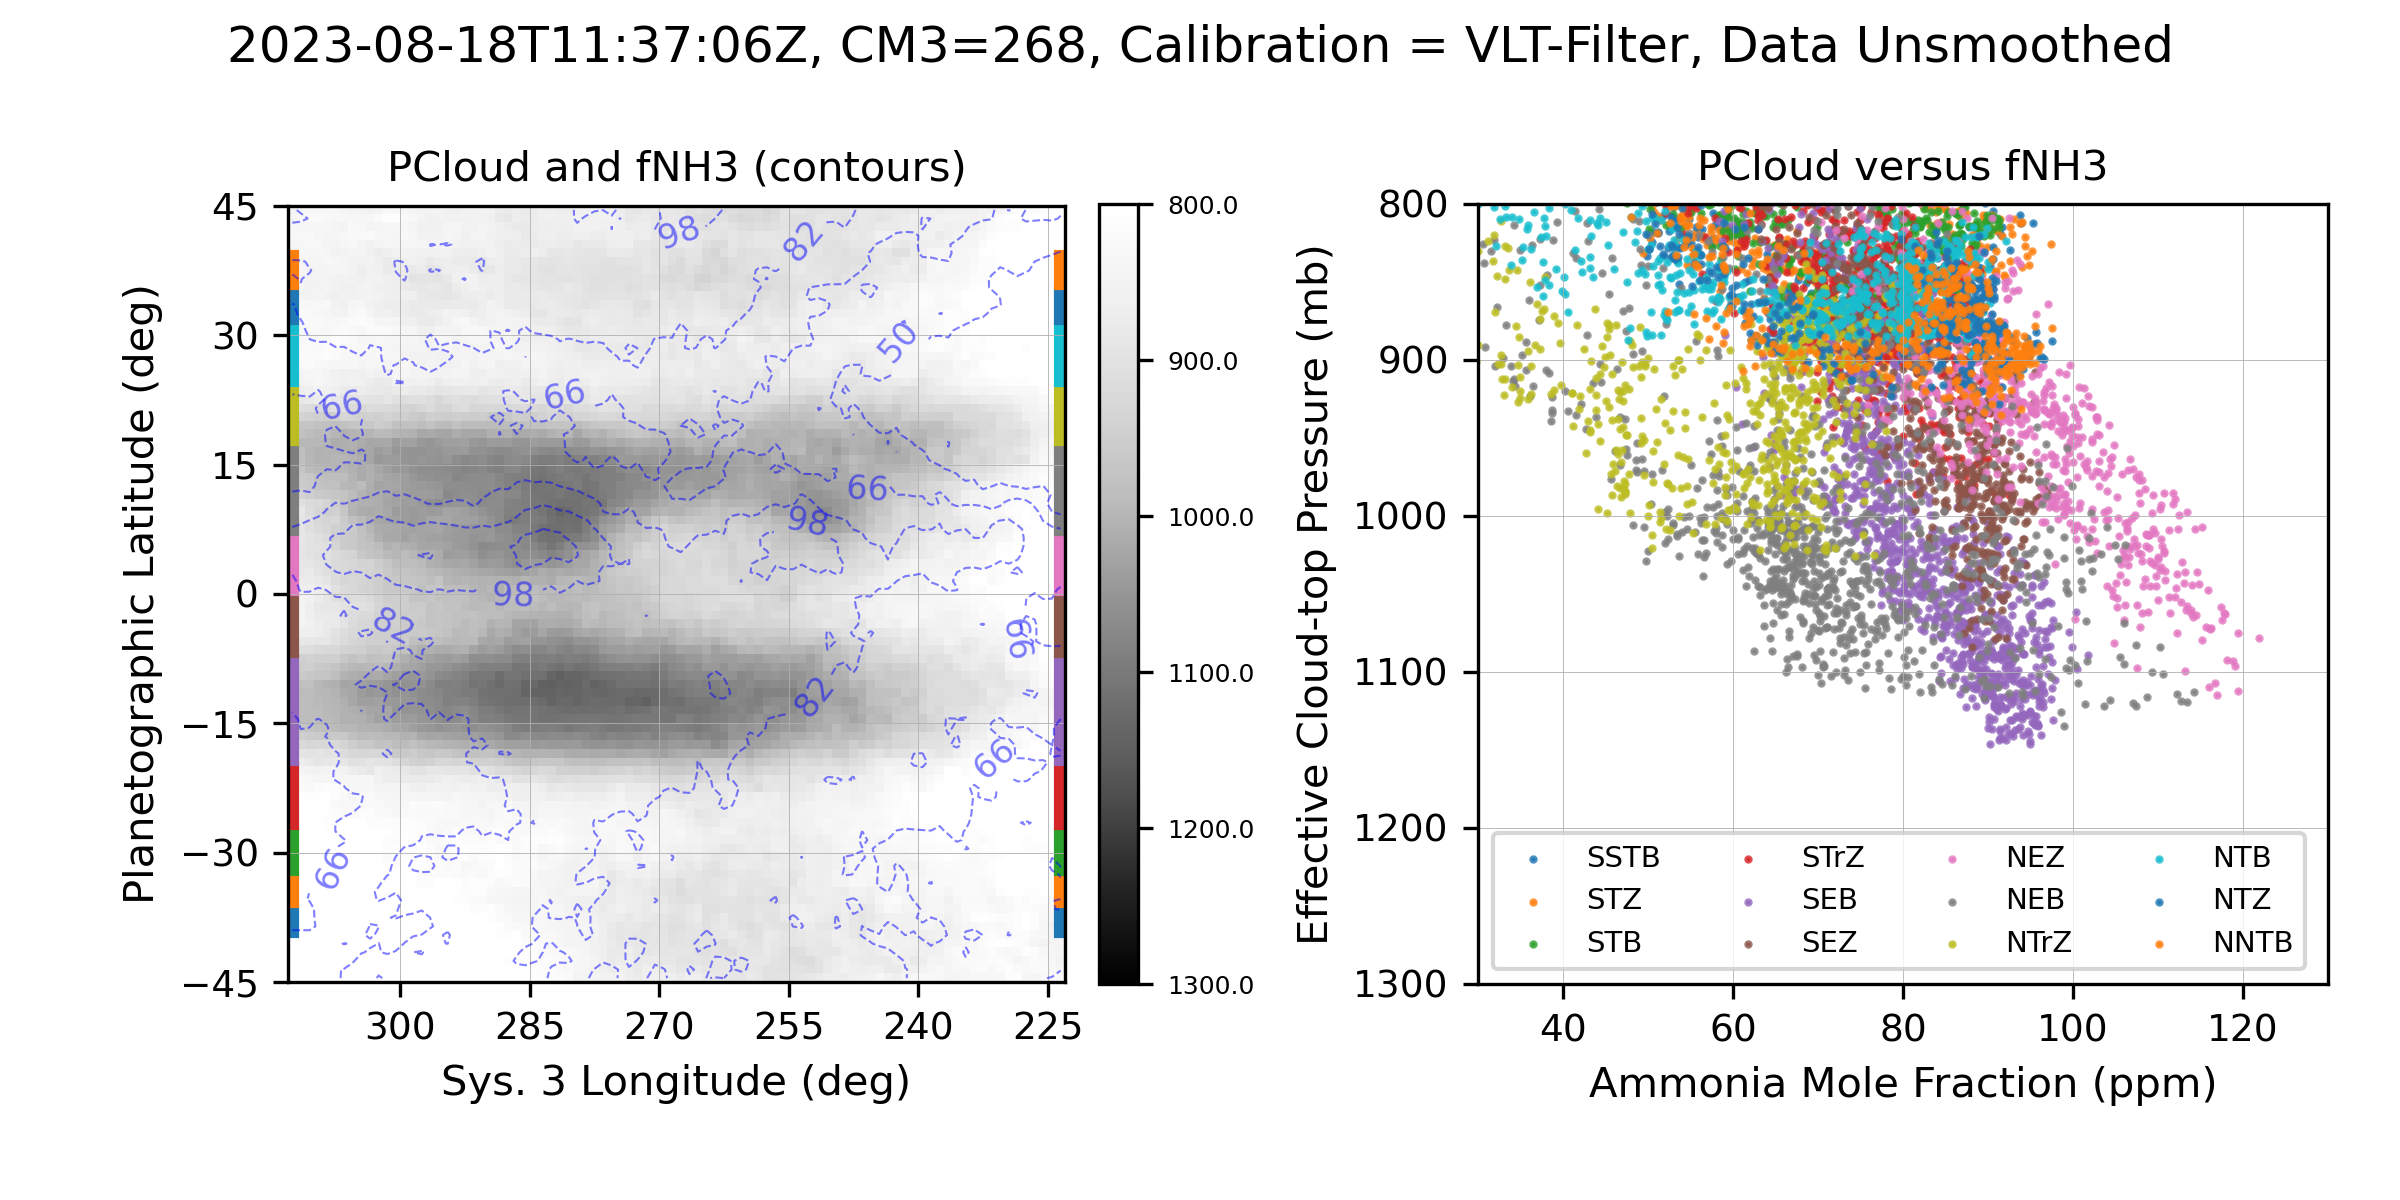 2023-08-18T11:37:06Z, CM3=268, Calibration = VLT-Filter, Data Unsmoothed
PCloud and fNH3 (contours)
Planetographic Latitude (deg)
45
30
15
0
−15
−30
−45
98
82
50
66
66
66
98
98
82
66
82
66
66
300
285
270
255
240
225
Sys. 3 Longitude (deg)
800.0
900.0
1000.0
1100.0
1200.0
1300.0
PCloud versus fNH3
Effective Cloud-top Pressure (mb)
800
900
1000
1100
1200
1300
SSTB
STZ
STB
STrZ
SEB
SEZ
NEZ
NEB
NTrZ
NTB
NTZ
NNTB
40
60
80
100
120
Ammonia Mole Fraction (ppm)